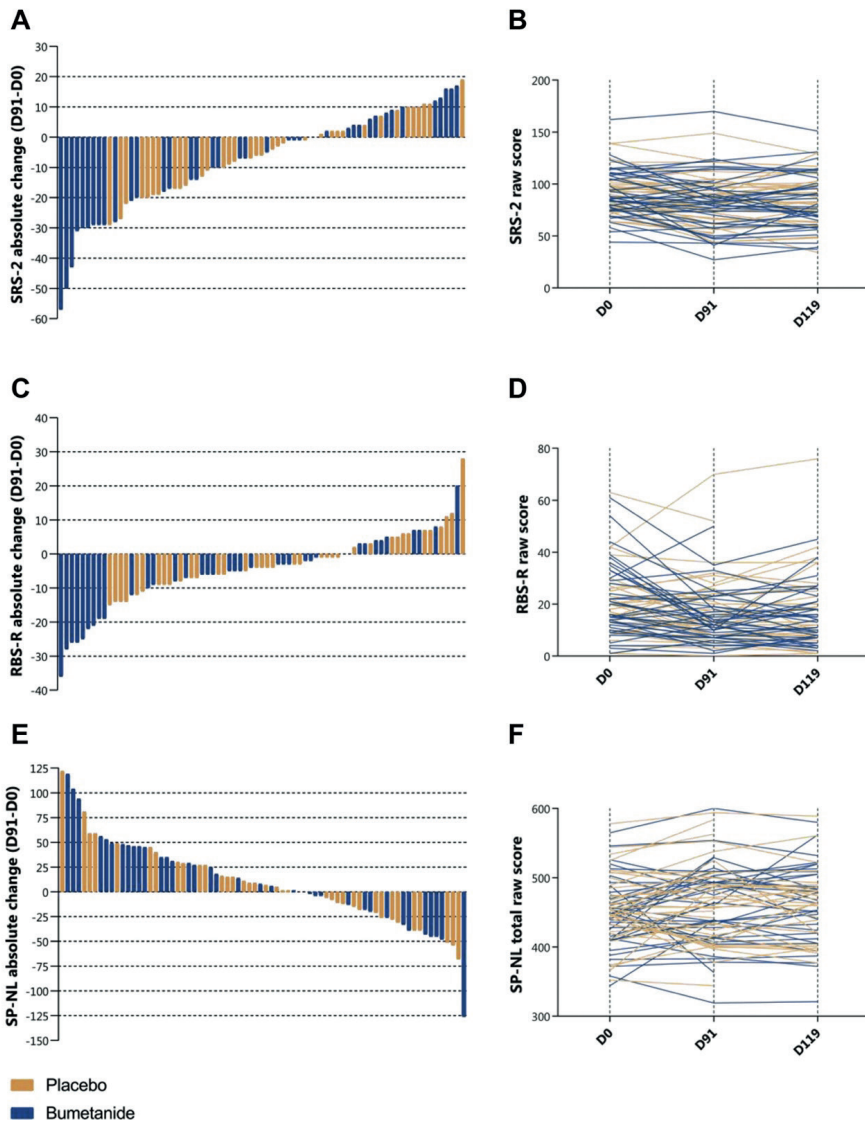 A
SRS-2 absolute change (D91-D0)
30
20
10
0
-10
-20
-30
-40
-50
-60
B
SRS-2 raw score
200
150
100
50
0
D0
D91
D119
C
RBS-R absolute change (D91-D0)
40
30
20
10
0
-10
-20
-30
-40
D
RBS-R raw score
80
60
40
20
0
D0
D91
D119
E
SP-NL absolute change (D91-D0)
125
100
75
50
25
0
-25
-50
-75
-100
-125
-150
F
SP-NL total raw score
600
500
400
300
D0
D91
D119
Placebo
Bumetanide